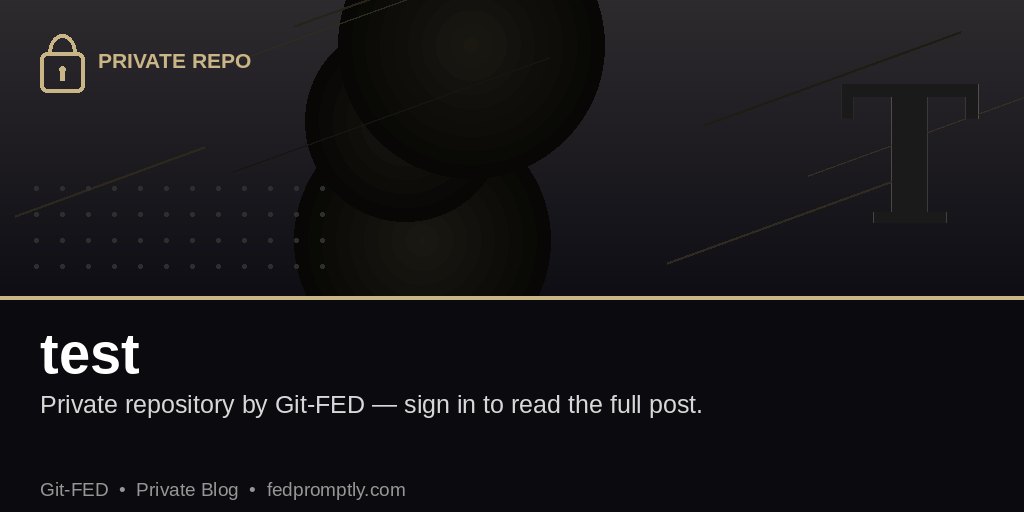 PRIVATE REPO
T
test
Private repository by Git-FED — sign in to read the full post.
Git-FED • Private Blog • fedpromptly.com